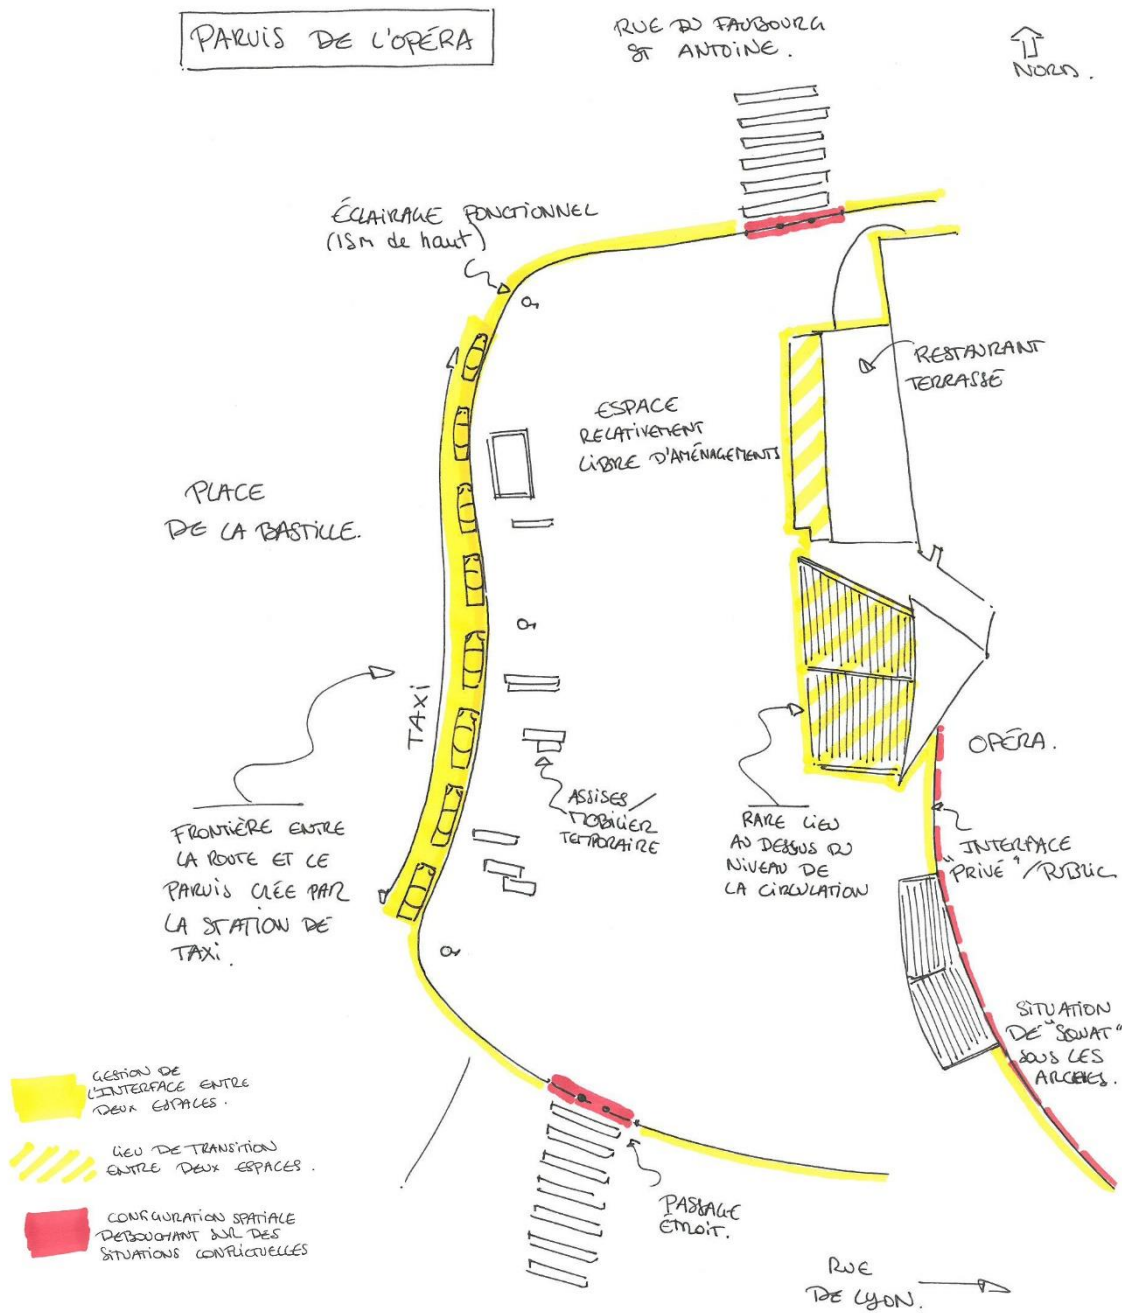 PARVIS DE L'OPÉRA
RUE DU FAUBOURG
ST ANTOINE.
NORD.
ÉCLAIRAGE FONCTIONNEL
(15m de haut)
RESTAURANT
TERRASSE
ESPACE
RELATIVEMENT
LIBRE D'AMÉNAGEMENTS
PLACE
DE LA BASTILLE.
TAXI
OPÉRA.
FRONTIÈRE ENTRE
LA ROUTE ET LE
PARVIS CRÉE PAR
LA STATION DE
TAXI.
ASSISES/
MOBILIER
TEMPORAIRE
RARE LIEU
AU DESSUS DU
NIVEAU DE
LA CIRCULATION
INTERFACE
"PRIVÉ"/PUBLIC
SITUATION
DE "SQUAT"
SOUS LES
ARCHES.
GESTION DE
L'INTERFACE ENTRE
DEUX ESPACES.
LIEU DE TRANSITION
ENTRE DEUX ESPACES.
CONFIGURATION SPATIALE
DEBOUCHANT SUR DES
SITUATIONS CONFLICTUELLES
PASSAGE
ÉTROIT.
RUE
DE LYON.